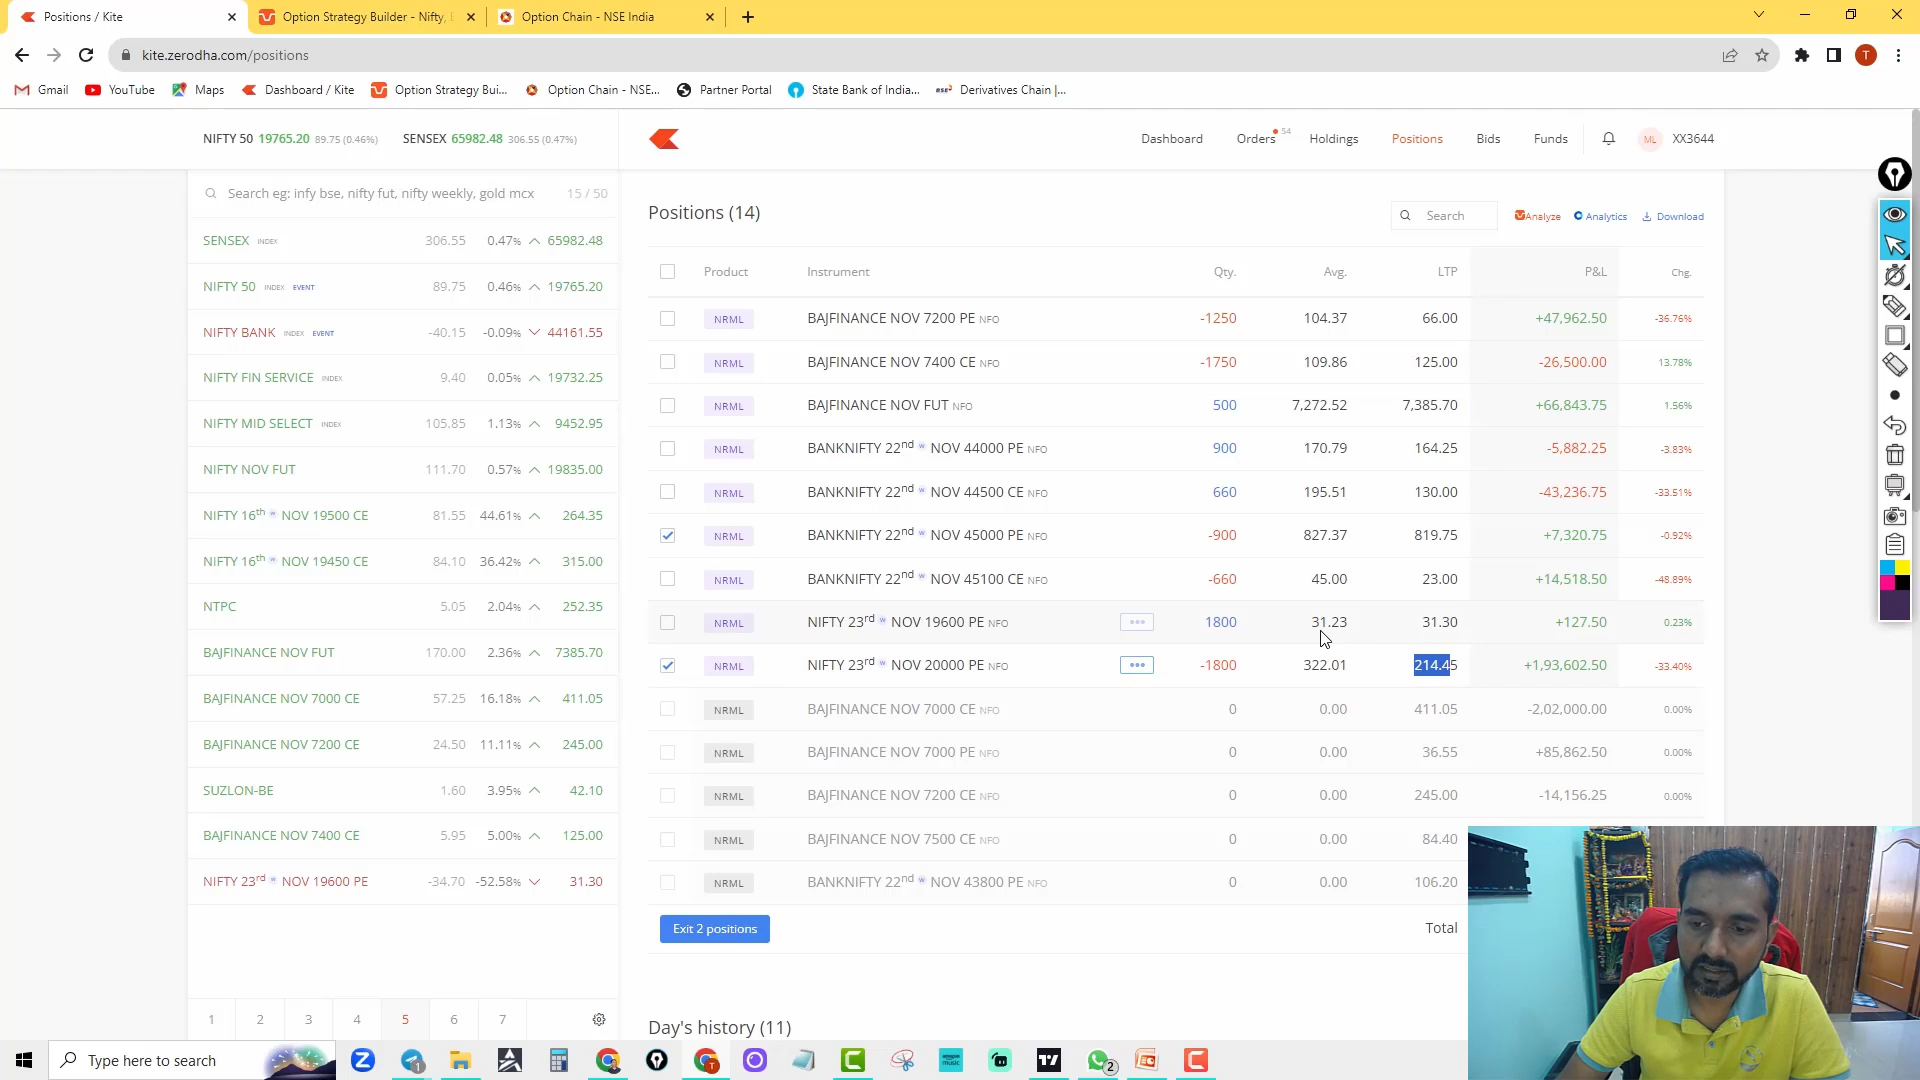 Positions / Kite
Option Strategy Builder - Nifty,
Option Chain - NSE India
kite.zerodha.com/positions
T
Gmail
YouTube
Maps
Dashboard / Kite
Option Strategy Bui...
Option Chain - NSE...
Partner Portal
State Bank of India...
Derivatives Chain |...
NIFTY 50 19765.20 89.75 (0.46%) SENSEX 65982.48 306.55 (0.47%)
Dashboard Orders 54 Holdings Positions Bids Funds ML XX3644
Search eg: infy bse, nifty fut, nifty weekly, gold mcx 15 / 50
SENSEX INDEX 306.55 0.47% 65982.48
NIFTY 50 INDEX EVENT 89.75 0.46% 19765.20
NIFTY BANK INDEX EVENT -40.15 -0.09% 44161.55
NIFTY FIN SERVICE INDEX 9.40 0.05% 19732.25
NIFTY MID SELECT INDEX 105.85 1.13% 9452.95
NIFTY NOV FUT 111.70 0.57% 19835.00
NIFTY 16th w NOV 19500 CE 81.55 44.61% 264.35
NIFTY 16th w NOV 19450 CE 84.10 36.42% 315.00
NTPC 5.05 2.04% 252.35
BAJFINANCE NOV FUT 170.00 2.36% 7385.70
BAJFINANCE NOV 7000 CE 57.25 16.18% 411.05
BAJFINANCE NOV 7200 CE 24.50 11.11% 245.00
SUZLON-BE 1.60 3.95% 42.10
BAJFINANCE NOV 7400 CE 5.95 5.00% 125.00
NIFTY 23rd w NOV 19600 PE -34.70 -52.58% 31.30
1 2 3 4 5 6 7
Positions (14)
Search Analyze Analytics Download
Product Instrument Qty. Avg. LTP P&L Chg.
NRML BAJFINANCE NOV 7200 PE NFO -1250 104.37 66.00 +47,962.50 -36.76%
NRML BAJFINANCE NOV 7400 CE NFO -1750 109.86 125.00 -26,500.00 13.78%
NRML BAJFINANCE NOV FUT NFO 500 7,272.52 7,385.70 +66,843.75 1.56%
NRML BANKNIFTY 22nd w NOV 44000 PE NFO 900 170.79 164.25 -5,882.25 -3.83%
NRML BANKNIFTY 22nd w NOV 44500 CE NFO 660 195.51 130.00 -43,236.75 -33.51%
NRML BANKNIFTY 22nd w NOV 45000 PE NFO -900 827.37 819.75 +7,320.75 -0.92%
NRML BANKNIFTY 22nd w NOV 45100 CE NFO -660 45.00 23.00 +14,518.50 -48.89%
NRML NIFTY 23rd w NOV 19600 PE NFO 1800 31.23 31.30 +127.50 0.23%
NRML NIFTY 23rd w NOV 20000 PE NFO -1800 322.01 214.45 +1,93,602.50 -33.40%
NRML BAJFINANCE NOV 7000 CE NFO 0 0.00 411.05 -2,02,000.00 0.00%
NRML BAJFINANCE NOV 7000 PE NFO 0 0.00 36.55 +85,862.50 0.00%
NRML BAJFINANCE NOV 7200 CE NFO 0 0.00 245.00 -14,156.25 0.00%
NRML BAJFINANCE NOV 7500 CE NFO 0 0.00 84.40
NRML BANKNIFTY 22nd w NOV 43800 PE NFO 0 0.00 106.20
Exit 2 positions Total
Day's history (11)
Type here to search
1
2